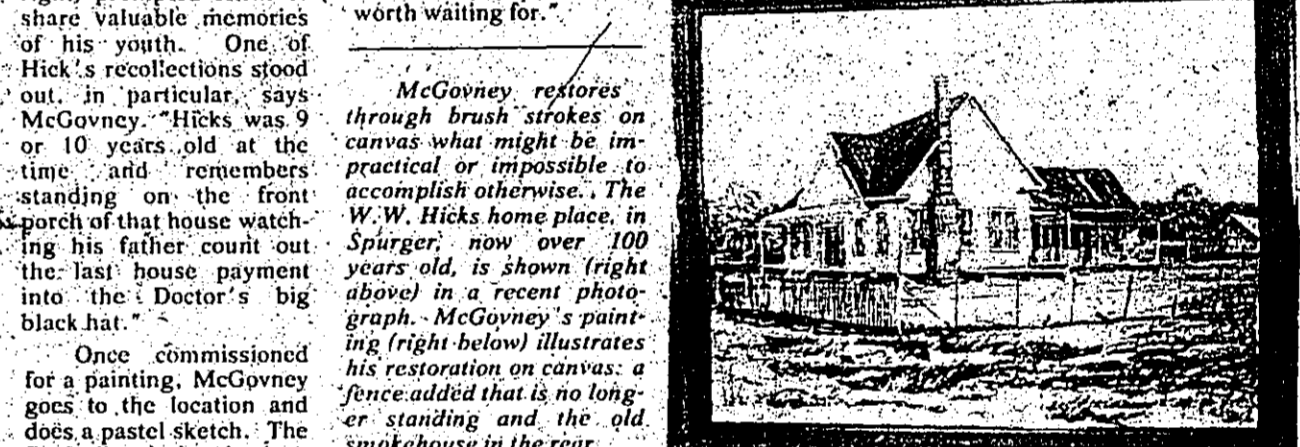 share valuable memories
of his youth. One of
Hick's recollections stood
out, in particular, says
McGovney. "Hicks was 9
or 10 years old at the
time and remembers
standing on the front
porch of that house watch-
ing his father count out
the last house payment
into the Doctor's big
black hat."
Once commissioned
for a painting, McGovney
goes to the location and
does a pastel sketch. The
worth waiting for."
McGovney restores
through brush strokes on
canvas what might be im-
practical or impossible to
accomplish otherwise. The
W.W. Hicks home place, in
Spurger, now over 100
years old, is shown (right
above) in a recent photo-
graph. McGovney's paint-
ing (right below) illustrates
his restoration on canvas: a
fence added that is no long-
er standing and the old
smokehouse in the rear.